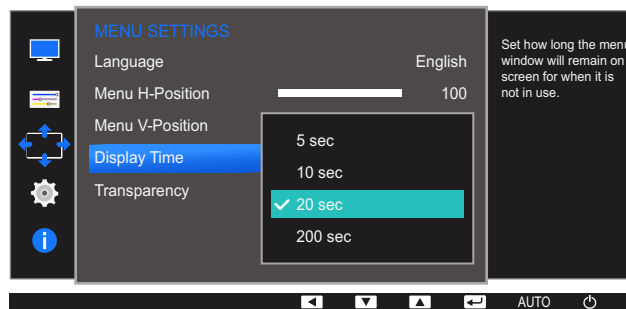 MENU SETTINGS
Language English
Menu H-Position 100
Menu V-Position
Display Time
Transparency
5 sec
10 sec
20 sec
200 sec
Set how long the menu
window will remain on
screen for when it is
not in use.
AUTO